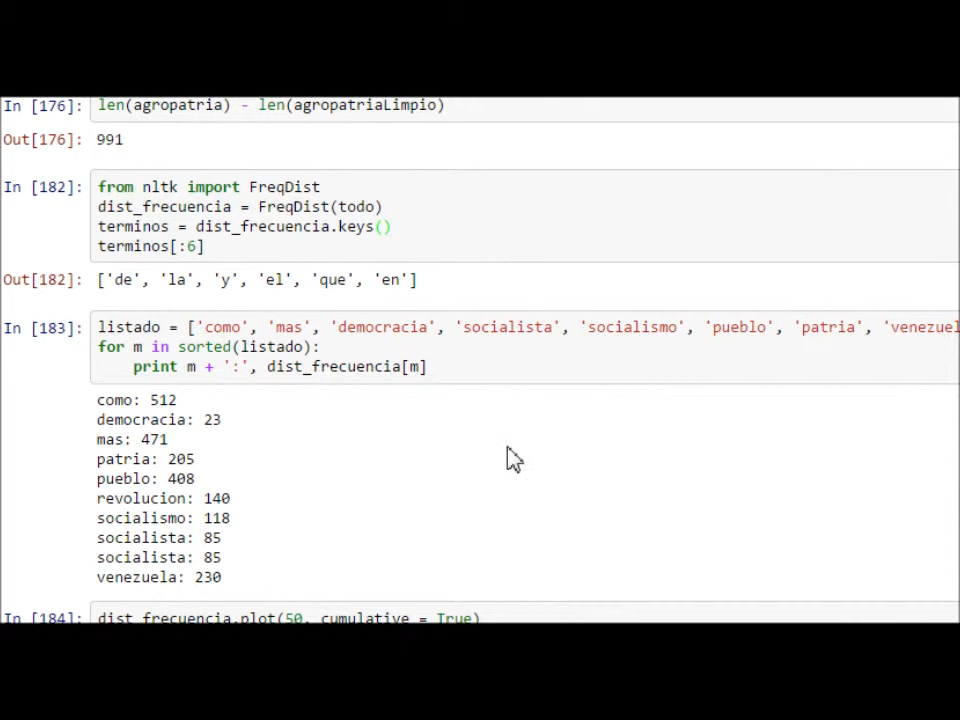 In [176]: len(agropatria) - len(agropatriaLimpio)
Out[176]: 991
In [182]: from nltk import FreqDist
dist_frecuencia = FreqDist(todo)
terminos = dist_frecuencia.keys()
terminos[:6]
Out[182]: ['de', 'la', 'y', 'el', 'que', 'en']
In [183]: listado = ['como', 'mas', 'democracia', 'socialista', 'socialismo', 'pueblo', 'patria', 'venezuel
for m in sorted(listado):
    print m + ':', dist_frecuencia[m]
como: 512
democracia: 23
mas: 471
patria: 205
pueblo: 408
revolucion: 140
socialismo: 118
socialista: 85
socialista: 85
venezuela: 230
In [184]: dist_frecuencia.plot(50, cumulative = True)